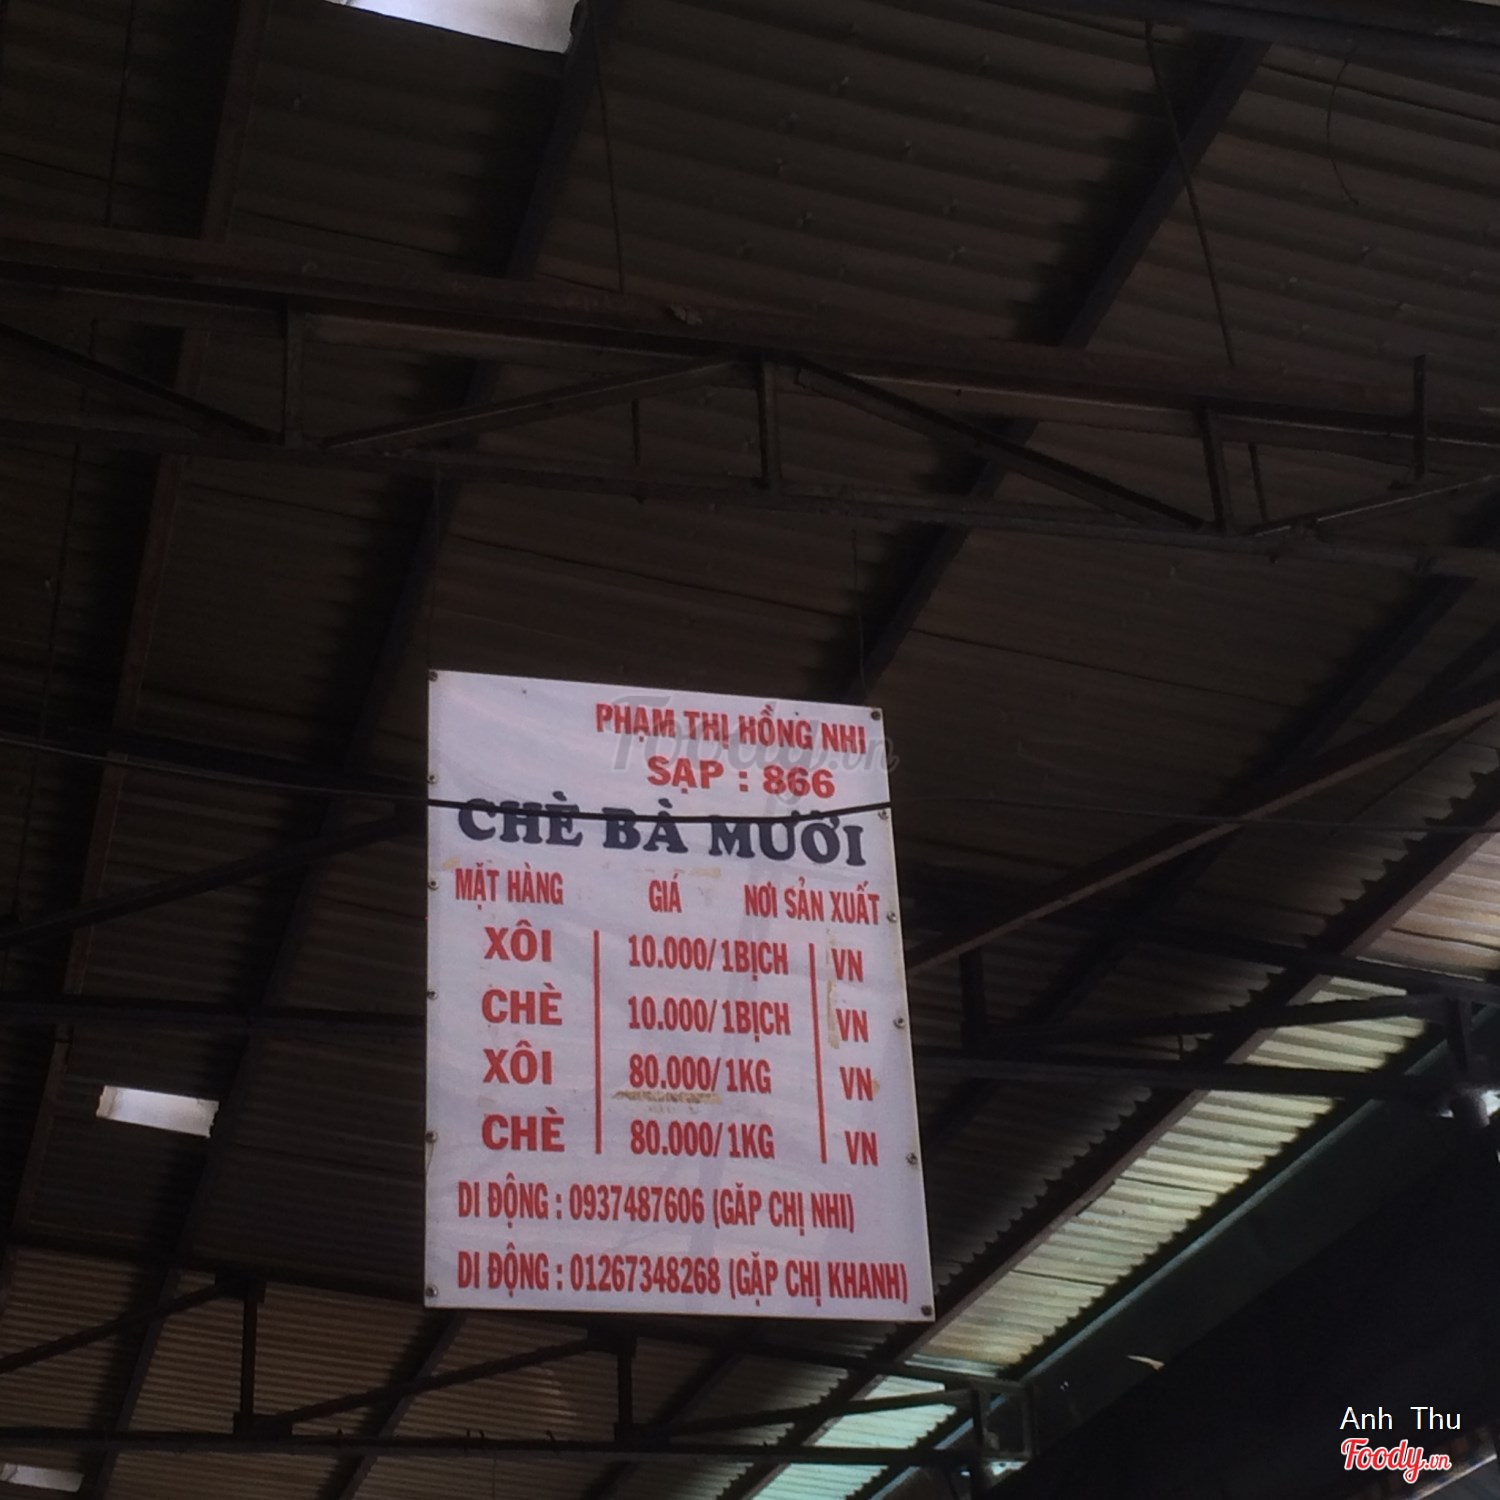 PHẠM THỊ HỒNG NHI
SẠP : 866
CHÈ BÀ MƯỜI
MẶT HÀNG GIÁ NƠI SẢN XUẤT
XÔI 10.000/1BỊCH VN
CHÈ 10.000/1BỊCH VN
XÔI 80.000/1KG VN
CHÈ 80.000/1KG VN
DI ĐỘNG : 0937487606 (GẶP CHỊ NHI)
DI ĐỘNG : 01267348268 (GẶP CHỊ KHANH)
Foody.vn
Anh Thu
Foody.vn